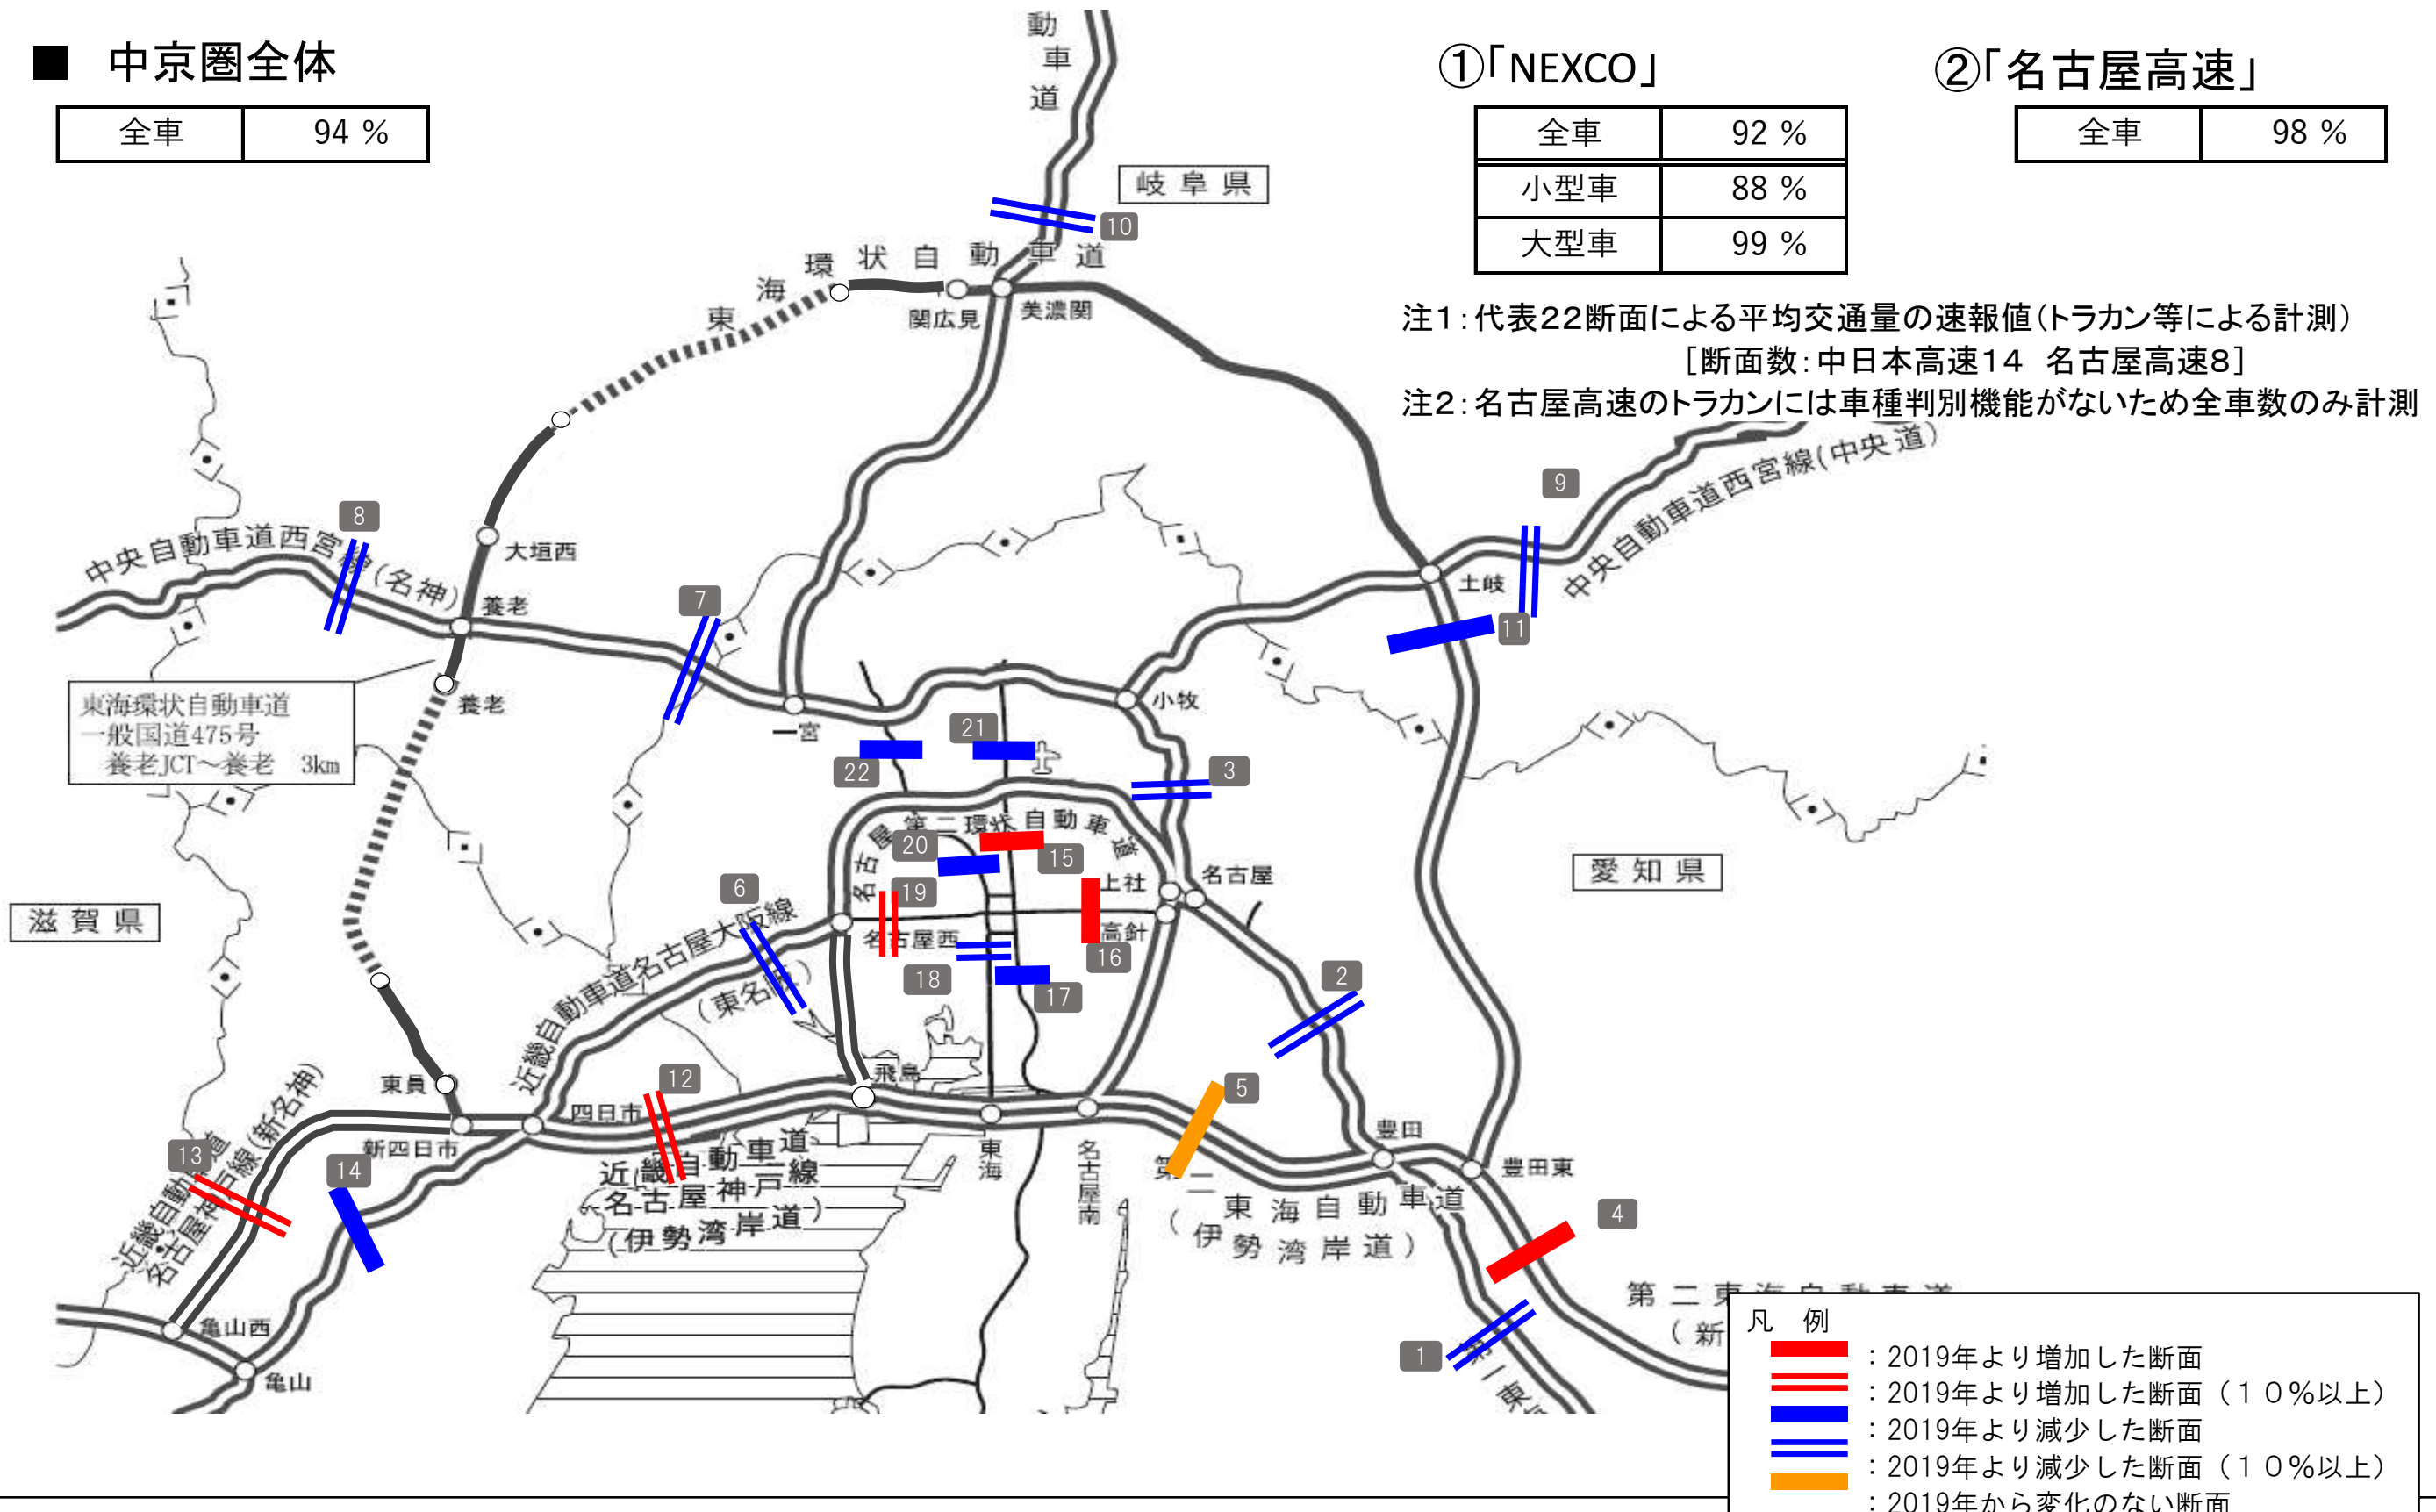 ■ 中京圏全体
全車 94 %
①「NEXCO」
全車 92 %
小型車 88 %
大型車 99 %
②「名古屋高速」
全車 98 %
注1:代表22断面による平均交通量の速報値(トラカン等による計測)
[断面数:中日本高速14 名古屋高速8]
注2:名古屋高速のトラカンには車種判別機能がないため全車数のみ計測
動車道
岐阜県
10
東海環状自動車道
関広見
美濃関
9
中央自動車道西宮線(中央道)
8
中央自動車道西宮線(名神)
大垣西
養老
7
土岐
11
養老
東海環状自動車道
一般国道475号
養老JCT~養老 3km
一宮
小牧
21
22
3
名古屋第二環状自動車道
20
15
愛知県
上社
名古屋
19
6
滋賀県
名古屋西
高針
16
近畿自動車道名古屋大阪線
(東名阪)
18
17
2
飛島
東員
12
5
四日市
新四日市
東海
名古屋南
豊田
豊田東
13
14
近畿自動車道
名古屋神戸線(新名神)
近畿自動車道
名古屋神戸線
(伊勢湾岸道)
第二東海自動車道
(伊勢湾岸道)
4
亀山西
亀山
1
第一東
第二東海自動車道
(新
凡 例
:2019年より増加した断面
:2019年より増加した断面(10%以上)
:2019年より減少した断面
:2019年より減少した断面(10%以上)
:2019年から変化のない断面